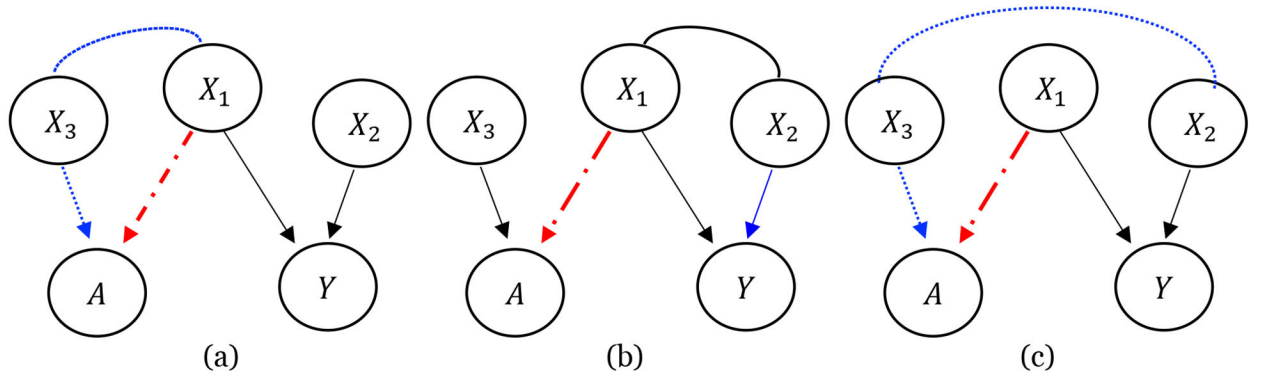 X₃ X₁ X₂ X₃ X₁ X₂ X₃ X₁ X₂
A Y A Y A Y
(a) (b) (c)